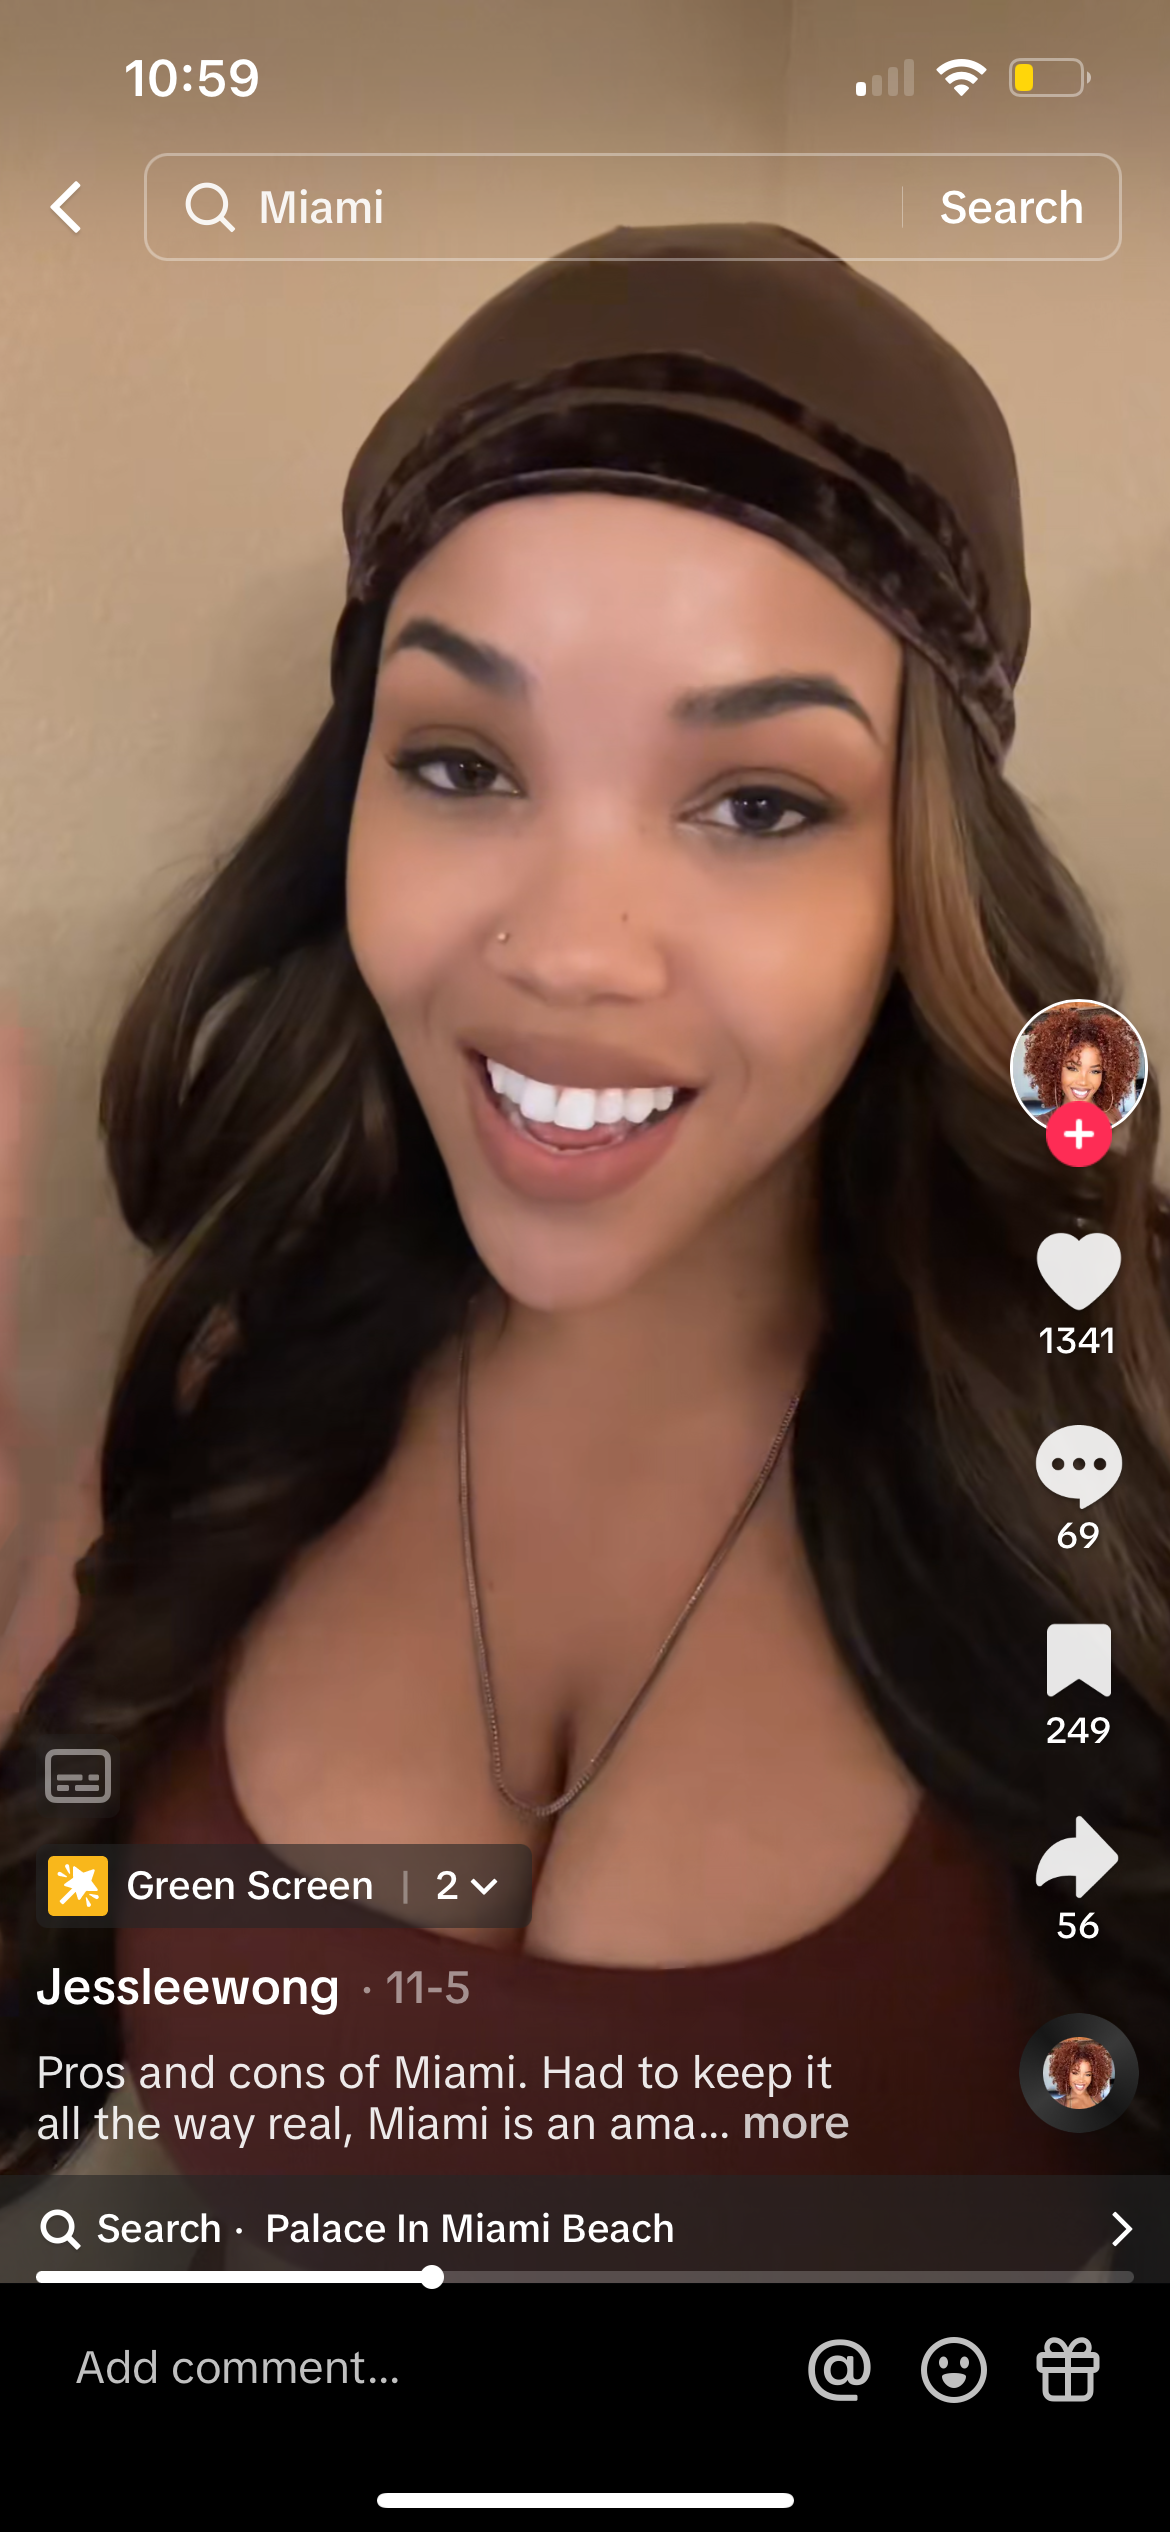 10:59
Miami
Search
1341
69
249
56
Green Screen | 2
Jessleewong · 11-5
Pros and cons of Miami. Had to keep it
all the way real, Miami is an ama... more
Search · Palace In Miami Beach
Add comment...